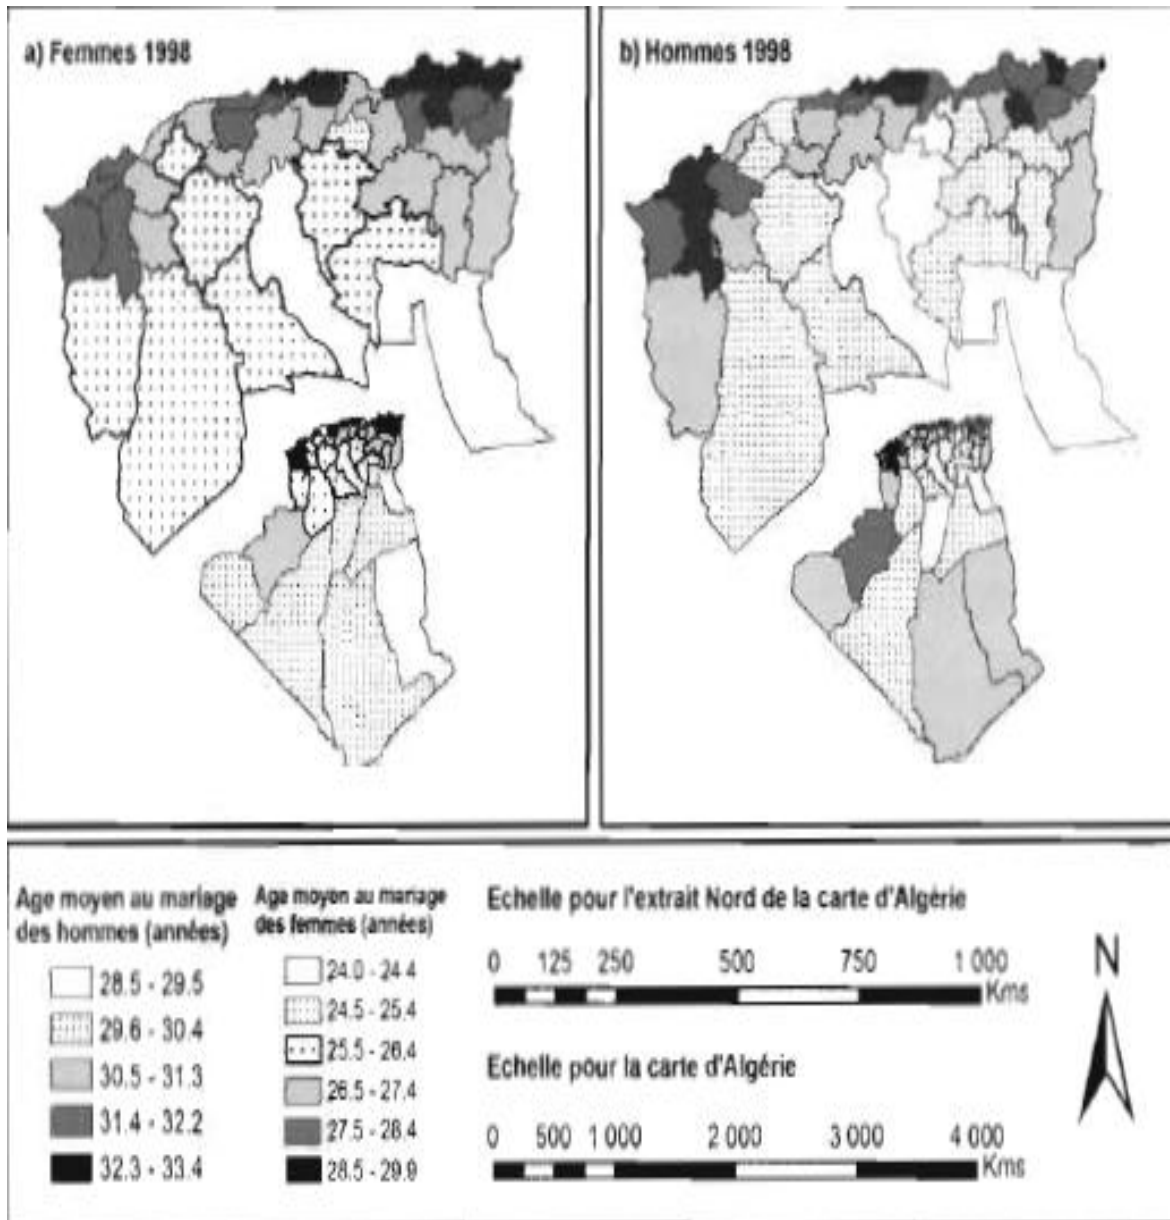 a) Femmes 1998
b) Hommes 1998
Age moyen au mariage
des hommes (années)
28.5 - 29.5
29.6 - 30.4
30.5 - 31.3
31.4 - 32.2
32.3 - 33.4
Age moyen au mariage
des femmes (années)
24.0 - 24.4
24.5 - 25.4
25.5 - 26.4
26.5 - 27.4
27.5 - 28.4
28.5 - 29.9
Echelle pour l'extrait Nord de la carte d'Algérie
0 125 250 500 750 1 000
Kms
Echelle pour la carte d'Algérie
0 500 1 000 2 000 3 000 4 000
Kms
N